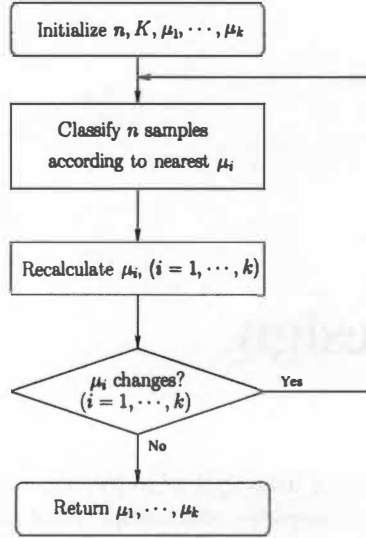 Initialize n, K, μ₁, ⋯, μₖ
Classify n samples
according to nearest μᵢ
Recalculate μᵢ, (i = 1, ⋯, k)
μᵢ changes?
(i = 1, ⋯, k)
Yes
No
Return μ₁, ⋯, μₖ